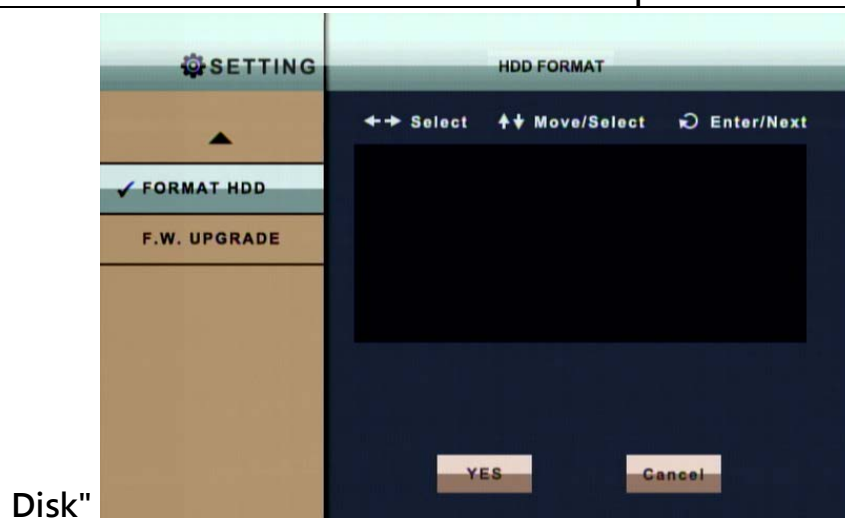 SETTING
HDD FORMAT
Select Move/Select Enter/Next
✓ FORMAT HDD
F.W. UPGRADE
YES Cancel
Disk"